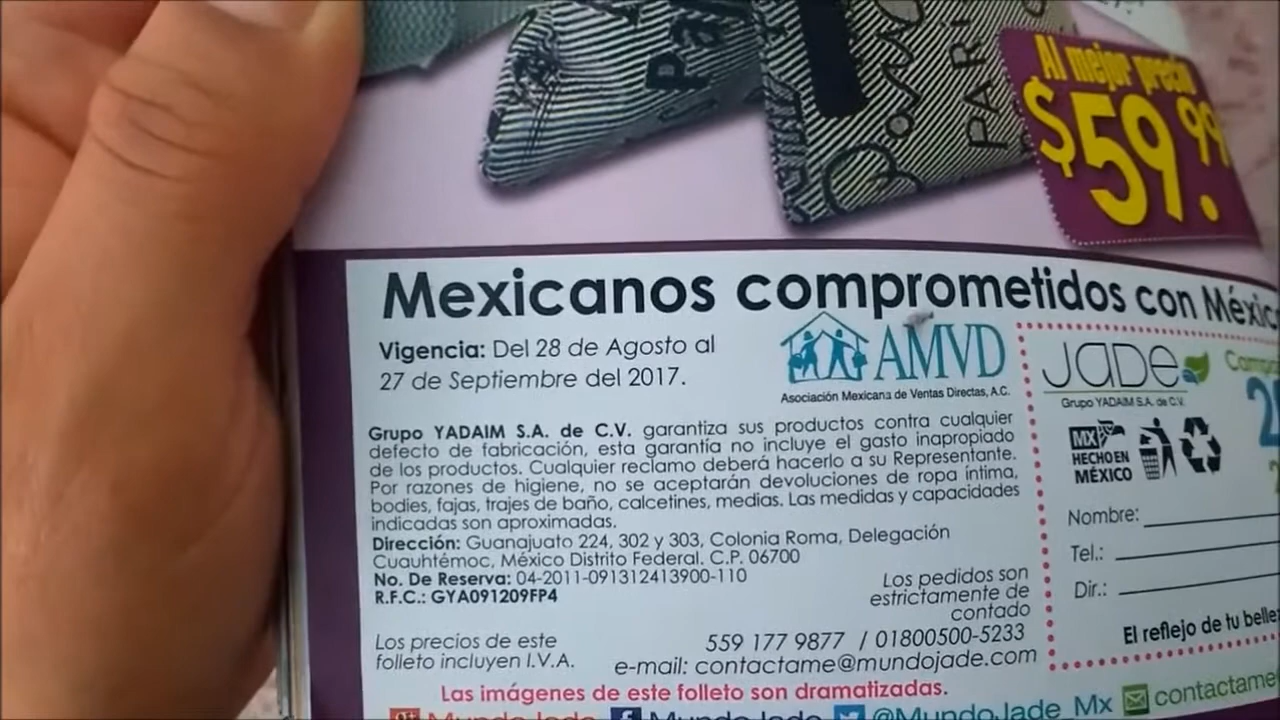 PARI
Al mejor precio
$59.99
Mexicanos comprometidos con
Vigencia: Del 28 de Agosto al
27 de Septiembre del 2017.
AMVD
Asociación Mexicana de Ventas Directas, A.C.
JADE
Grupo YADAIM S.A. de C.V.
MX
HECHO EN
MÉXICO
Grupo YADAIM S.A. de C.V. garantiza sus productos contra cualquier
defecto de fabricación, esta garantía no incluye el gasto inapropiado
de los productos. Cualquier reclamo deberá hacerlo a su Representante.
Por razones de higiene, no se aceptarán devoluciones de ropa íntima,
bodies, fajas, trajes de baño, calcetines, medias. Las medidas y capacidades
indicadas son aproximadas.
Dirección: Guanajuato 224, 302 y 303, Colonia Roma, Delegación
Cuauhtémoc, México Distrito Federal. C.P. 06700
No. De Reserva: 04-2011-091312413900-110
R.F.C.: GYA091209FP4
Los pedidos son
estrictamente de
contado
Los precios de este
folleto incluyen I.V.A.
559 177 9877 / 01800500-5233
e-mail: contactame@mundojade.com
Nombre:
Tel.:
Dir.:
El reflejo de tu
Las imágenes de este folleto son dramatizadas.
MundoJade
MundoJade
@MundoJade_Mx
contactame